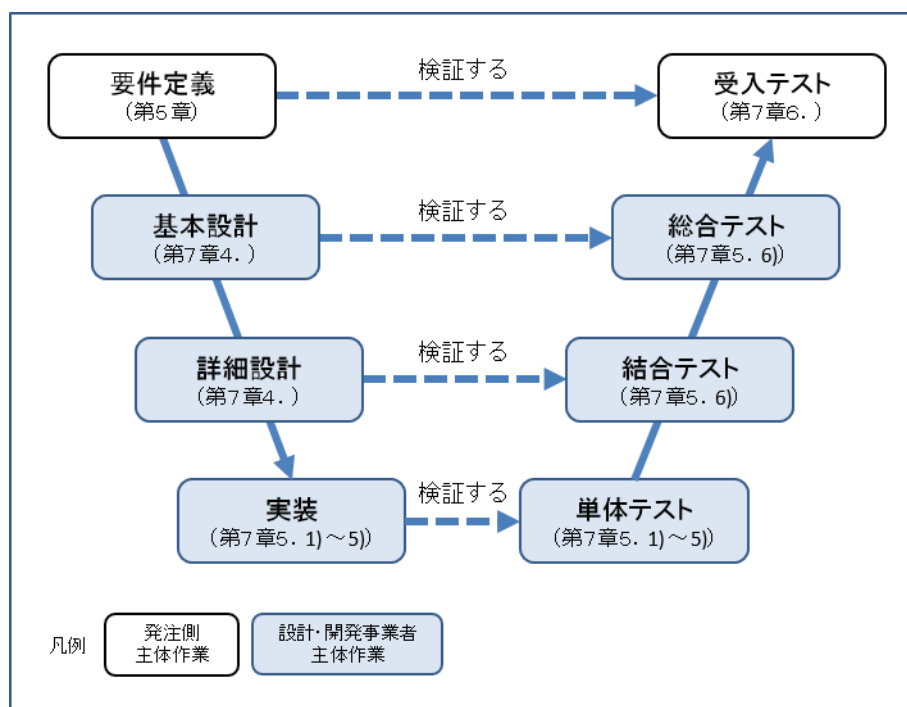 要件定義
(第5章)
検証する
受入テスト
(第7章6．)
基本設計
(第7章4．)
検証する
総合テスト
(第7章5．6))
詳細設計
(第7章4．)
検証する
結合テスト
(第7章5．6))
実装
(第7章5．1)～5))
検証する
単体テスト
(第7章5．1)～5))
凡例
発注側
主体作業
設計・開発事業者
主体作業